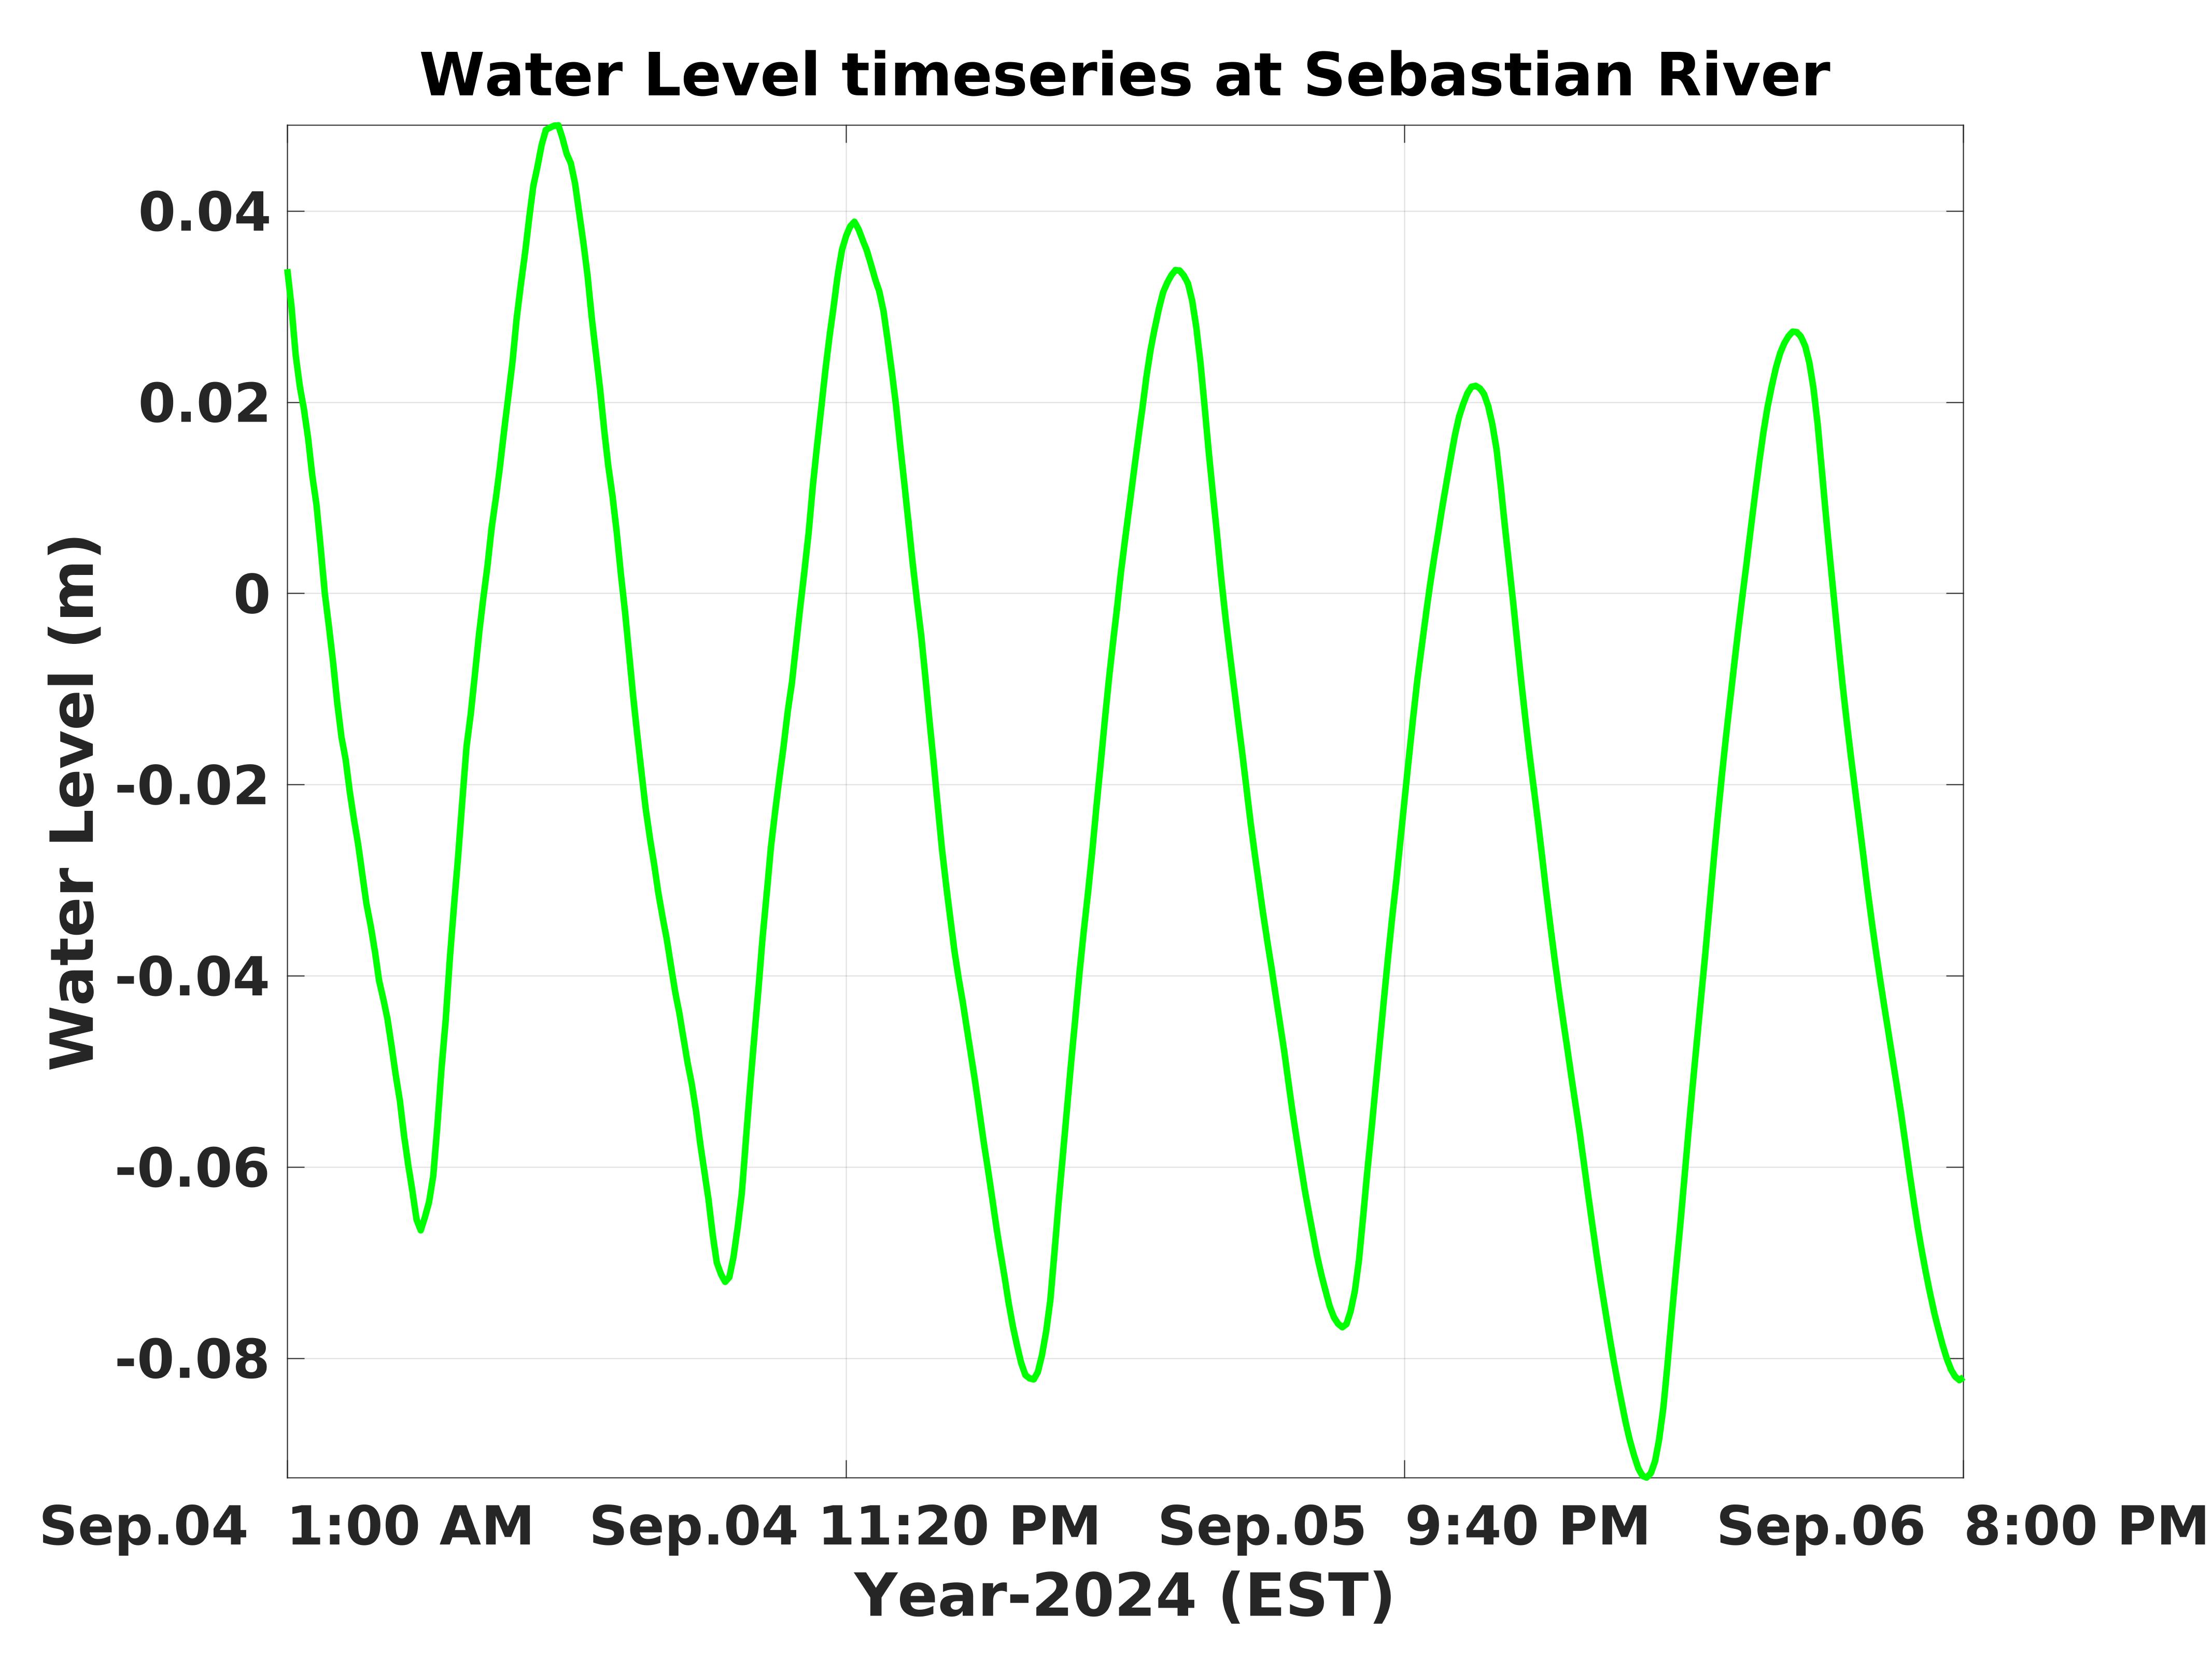 Water Level timeseries at Sebastian River
Water Level (m)
0.04
0.02
0
-0.02
-0.04
-0.06
-0.08
Sep.04  1:00 AM
Sep.04 11:20 PM
Sep.05  9:40 PM
Sep.06  8:00 PM
Year-2024 (EST)